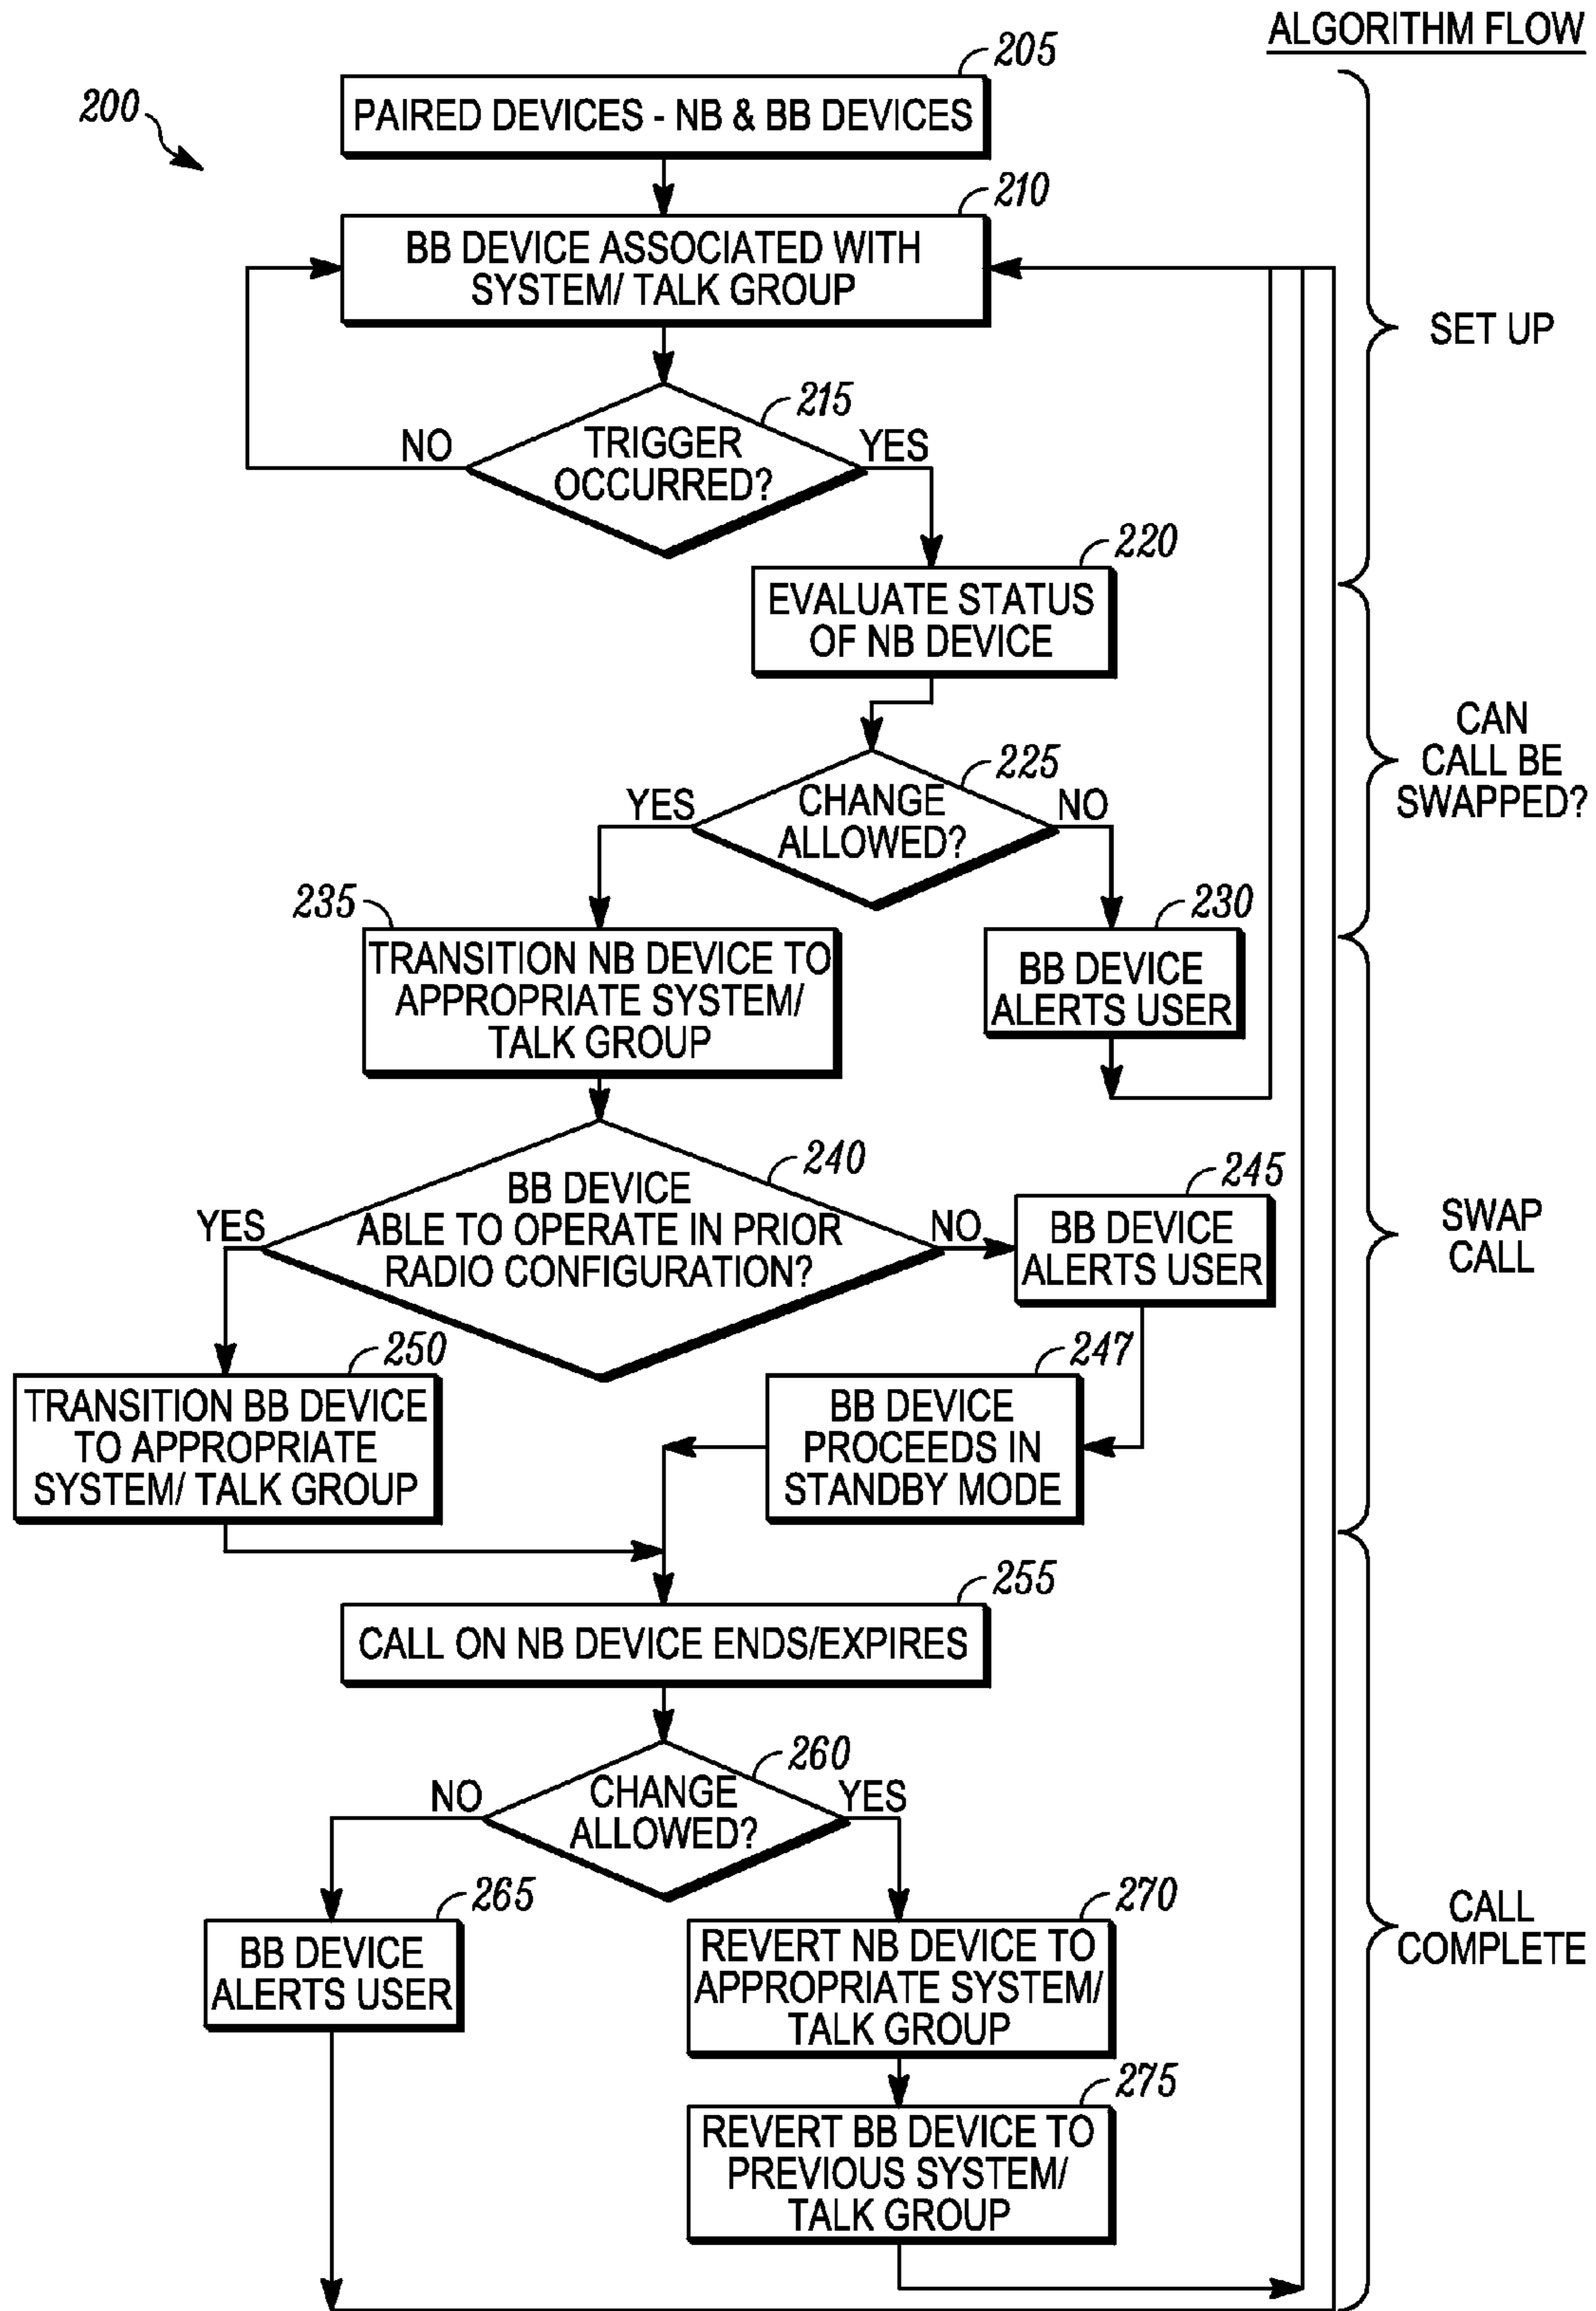 ALGORITHM FLOW
200
205
PAIRED DEVICES - NB & BB DEVICES
210
BB DEVICE ASSOCIATED WITH
SYSTEM/ TALK GROUP
SET UP
215
NO
TRIGGER
OCCURRED?
YES
220
EVALUATE STATUS
OF NB DEVICE
CAN
CALL BE
SWAPPED?
225
YES
CHANGE
ALLOWED?
NO
235
TRANSITION NB DEVICE TO
APPROPRIATE SYSTEM/
TALK GROUP
230
BB DEVICE
ALERTS USER
240
YES
BB DEVICE
ABLE TO OPERATE IN PRIOR
RADIO CONFIGURATION?
NO
245
BB DEVICE
ALERTS USER
SWAP
CALL
250
TRANSITION BB DEVICE
TO APPROPRIATE
SYSTEM/ TALK GROUP
247
BB DEVICE
PROCEEDS IN
STANDBY MODE
255
CALL ON NB DEVICE ENDS/EXPIRES
260
NO
CHANGE
ALLOWED?
YES
265
BB DEVICE
ALERTS USER
270
REVERT NB DEVICE TO
APPROPRIATE SYSTEM/
TALK GROUP
CALL
COMPLETE
275
REVERT BB DEVICE TO
PREVIOUS SYSTEM/
TALK GROUP